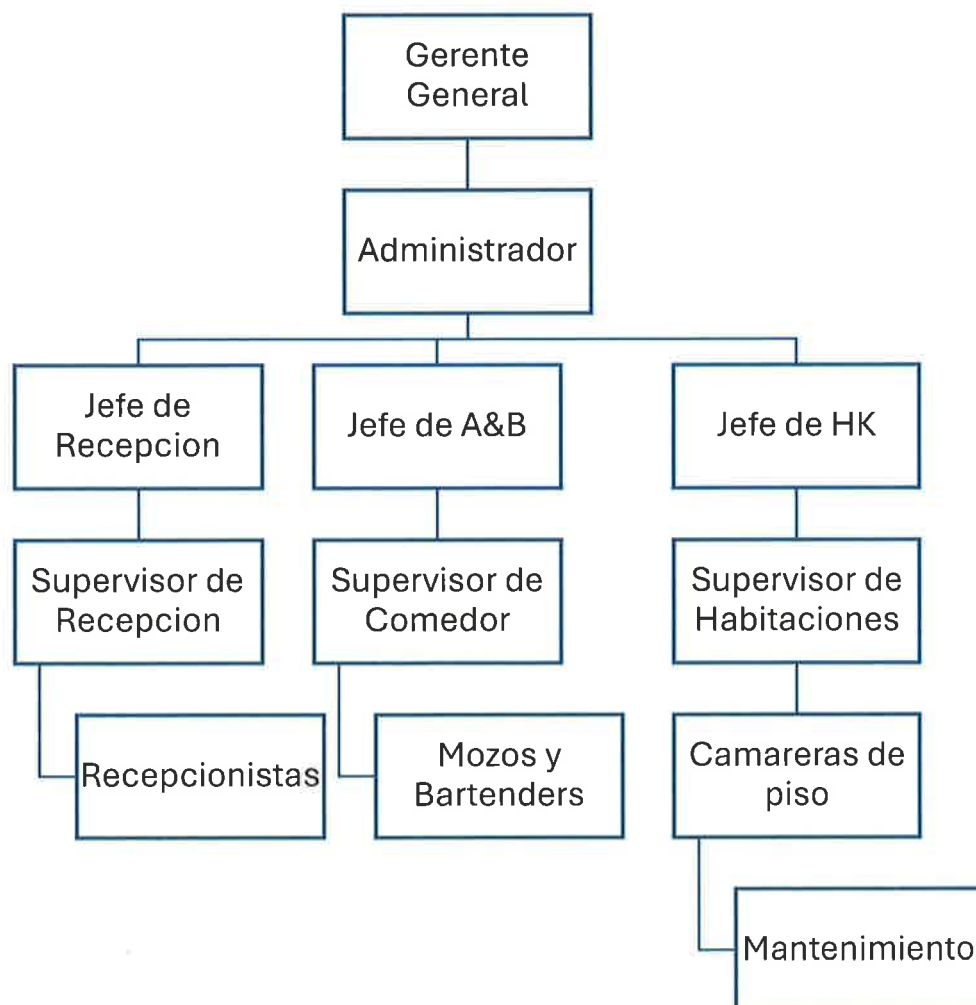 Gerente
General
Administrador
Jefe de
Recepcion
Jefe de A&B
Jefe de HK
Supervisor de
Recepcion
Supervisor de
Comedor
Supervisor de
Habitaciones
Recepcionistas
Mozos y
Bartenders
Camareras de
piso
Mantenimiento